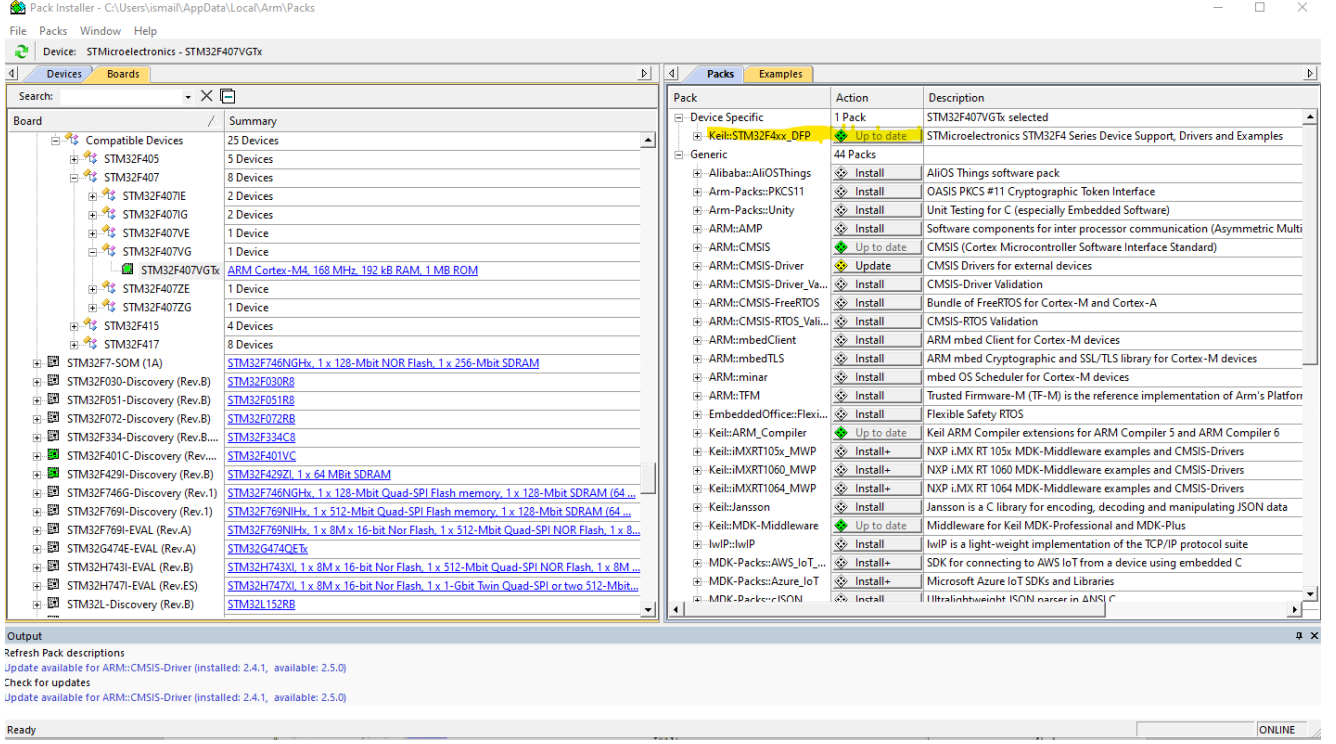 Pack Installer - C:\Users\ismail\AppData\Local\Arm\Packs
File Packs Window Help
Device: STMicroelectronics - STM32F407VGTx
Devices Boards
Search:
Board / Summary
Compatible Devices 25 Devices
STM32F405 5 Devices
STM32F407 8 Devices
STM32F407IE 2 Devices
STM32F407IG 2 Devices
STM32F407VE 1 Device
STM32F407VG 1 Device
STM32F407VGTx ARM Cortex-M4, 168 MHz, 192 kB RAM, 1 MB ROM
STM32F407ZE 1 Device
STM32F407ZG 1 Device
STM32F415 4 Devices
STM32F417 8 Devices
STM32F7-SOM (1A) STM32F746NGHx, 1 x 128-Mbit NOR Flash, 1 x 256-Mbit SDRAM
STM32F030-Discovery (Rev.B) STM32F030R8
STM32F051-Discovery (Rev.B) STM32F051R8
STM32F072-Discovery (Rev.B) STM32F072RB
STM32F334-Discovery (Rev.B.... STM32F334C8
STM32F401C-Discovery (Rev.... STM32F401VC
STM32F429I-Discovery (Rev.B) STM32F429ZI, 1 x 64 MBit SDRAM
STM32F746G-Discovery (Rev.1) STM32F746NGHx, 1 x 128-Mbit Quad-SPI Flash memory, 1 x 128-Mbit SDRAM (64 ...
STM32F769I-Discovery (Rev.1) STM32F769NIHx, 1 x 512-Mbit Quad-SPI Flash memory, 1 x 128-Mbit SDRAM (64 ...
STM32F769I-EVAL (Rev.A) STM32F769NIHx, 1 x 8M x 16-bit Nor Flash, 1 x 512-Mbit Quad-SPI NOR Flash, 1 x 8...
STM32G474E-EVAL (Rev.A) STM32G474QETx
STM32H743I-EVAL (Rev.B) STM32H743XI, 1 x 8M x 16-bit Nor Flash, 1 x 512-Mbit Quad-SPI NOR Flash, 1 x 8M ...
STM32H747I-EVAL (Rev.ES) STM32H747XI, 1 x 8M x 16-bit Nor Flash, 1 x 1-Gbit Twin Quad-SPI or two 512-Mbit...
STM32L-Discovery (Rev.B) STM32L152RB
Packs Examples
Pack Action Description
Device Specific 1 Pack STM32F407VGTx selected
Keil::STM32F4xx_DFP Up to date STMicroelectronics STM32F4 Series Device Support, Drivers and Examples
Generic 44 Packs
Alibaba::AliOSThings Install AliOS Things software pack
Arm-Packs::PKCS11 Install OASIS PKCS #11 Cryptographic Token Interface
Arm-Packs::Unity Install Unit Testing for C (especially Embedded Software)
ARM::AMP Install Software components for inter processor communication (Asymmetric Multi
ARM::CMSIS Up to date CMSIS (Cortex Microcontroller Software Interface Standard)
ARM::CMSIS-Driver Update CMSIS Drivers for external devices
ARM::CMSIS-Driver_Va... Install CMSIS-Driver Validation
ARM::CMSIS-FreeRTOS Install Bundle of FreeRTOS for Cortex-M and Cortex-A
ARM::CMSIS-RTOS_Vali... Install CMSIS-RTOS Validation
ARM::mbedClient Install ARM mbed Client for Cortex-M devices
ARM::mbedTLS Install ARM mbed Cryptographic and SSL/TLS library for Cortex-M devices
ARM::minar Install mbed OS Scheduler for Cortex-M devices
ARM::TFM Install Trusted Firmware-M (TF-M) is the reference implementation of Arm's Platforn
EmbeddedOffice::Flexi... Install Flexible Safety RTOS
Keil::ARM_Compiler Up to date Keil ARM Compiler extensions for ARM Compiler 5 and ARM Compiler 6
Keil::iMXRT105x_MWP Install+ NXP i.MX RT 105x MDK-Middleware examples and CMSIS-Drivers
Keil::iMXRT1060_MWP Install+ NXP i.MX RT 1060 MDK-Middleware examples and CMSIS-Drivers
Keil::iMXRT1064_MWP Install+ NXP i.MX RT 1064 MDK-Middleware examples and CMSIS-Drivers
Keil::Jansson Install Jansson is a C library for encoding, decoding and manipulating JSON data
Keil::MDK-Middleware Up to date Middleware for Keil MDK-Professional and MDK-Plus
lwIP::lwIP Install lwIP is a light-weight implementation of the TCP/IP protocol suite
MDK-Packs::AWS_IoT_... Install+ SDK for connecting to AWS IoT from a device using embedded C
MDK-Packs::Azure_IoT Install+ Microsoft Azure IoT SDKs and Libraries
MDK-Packs::cJSON Install Ultralightweight JSON parser in ANSI C
Output
Refresh Pack descriptions
Update available for ARM::CMSIS-Driver (installed: 2.4.1, available: 2.5.0)
Check for updates
Update available for ARM::CMSIS-Driver (installed: 2.4.1, available: 2.5.0)
Ready ONLINE